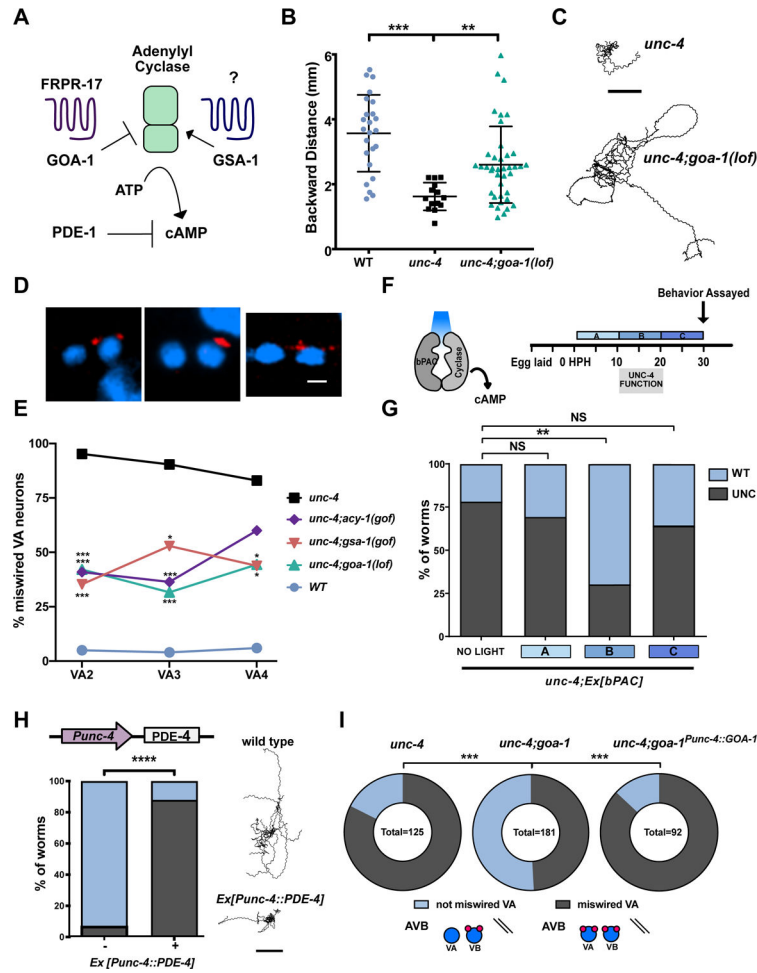 A
FRPR-17
Adenylyl
Cyclase
?
GOA-1
GSA-1
ATP
PDE-1
cAMP
B
***
**
Backward Distance (mm)
6
4
2
0
WT
unc-4
unc-4;goa-1(lof)
C
unc-4
unc-4;goa-1(lof)
D
E
% miswired VA neurons
100
75
50
25
0
***
***
***
*
***
***
*
*
VA2
VA3
VA4
unc-4
unc-4;acy-1(gof)
unc-4;gsa-1(gof)
unc-4;goa-1(lof)
WT
F
bPAC
Cyclase
cAMP
Behavior Assayed
A
B
C
Egg laid
0 HPH
10
20
30
UNC-4
FUNCTION
G
NS
**
NS
% of worms
100
75
50
25
0
WT
UNC
NO LIGHT
A
B
C
unc-4;Ex[bPAC]
H
Punc-4
PDE-4
****
% of worms
100
80
60
40
20
0
-
+
Ex [Punc-4::PDE-4]
wild type
Ex[Punc-4::PDE-4]
I
unc-4
unc-4;goa-1
unc-4;goa-1Punc-4::GOA-1
***
***
Total=125
Total=181
Total=92
not miswired VA
miswired VA
AVB
VA
VB
AVB
VA
VB